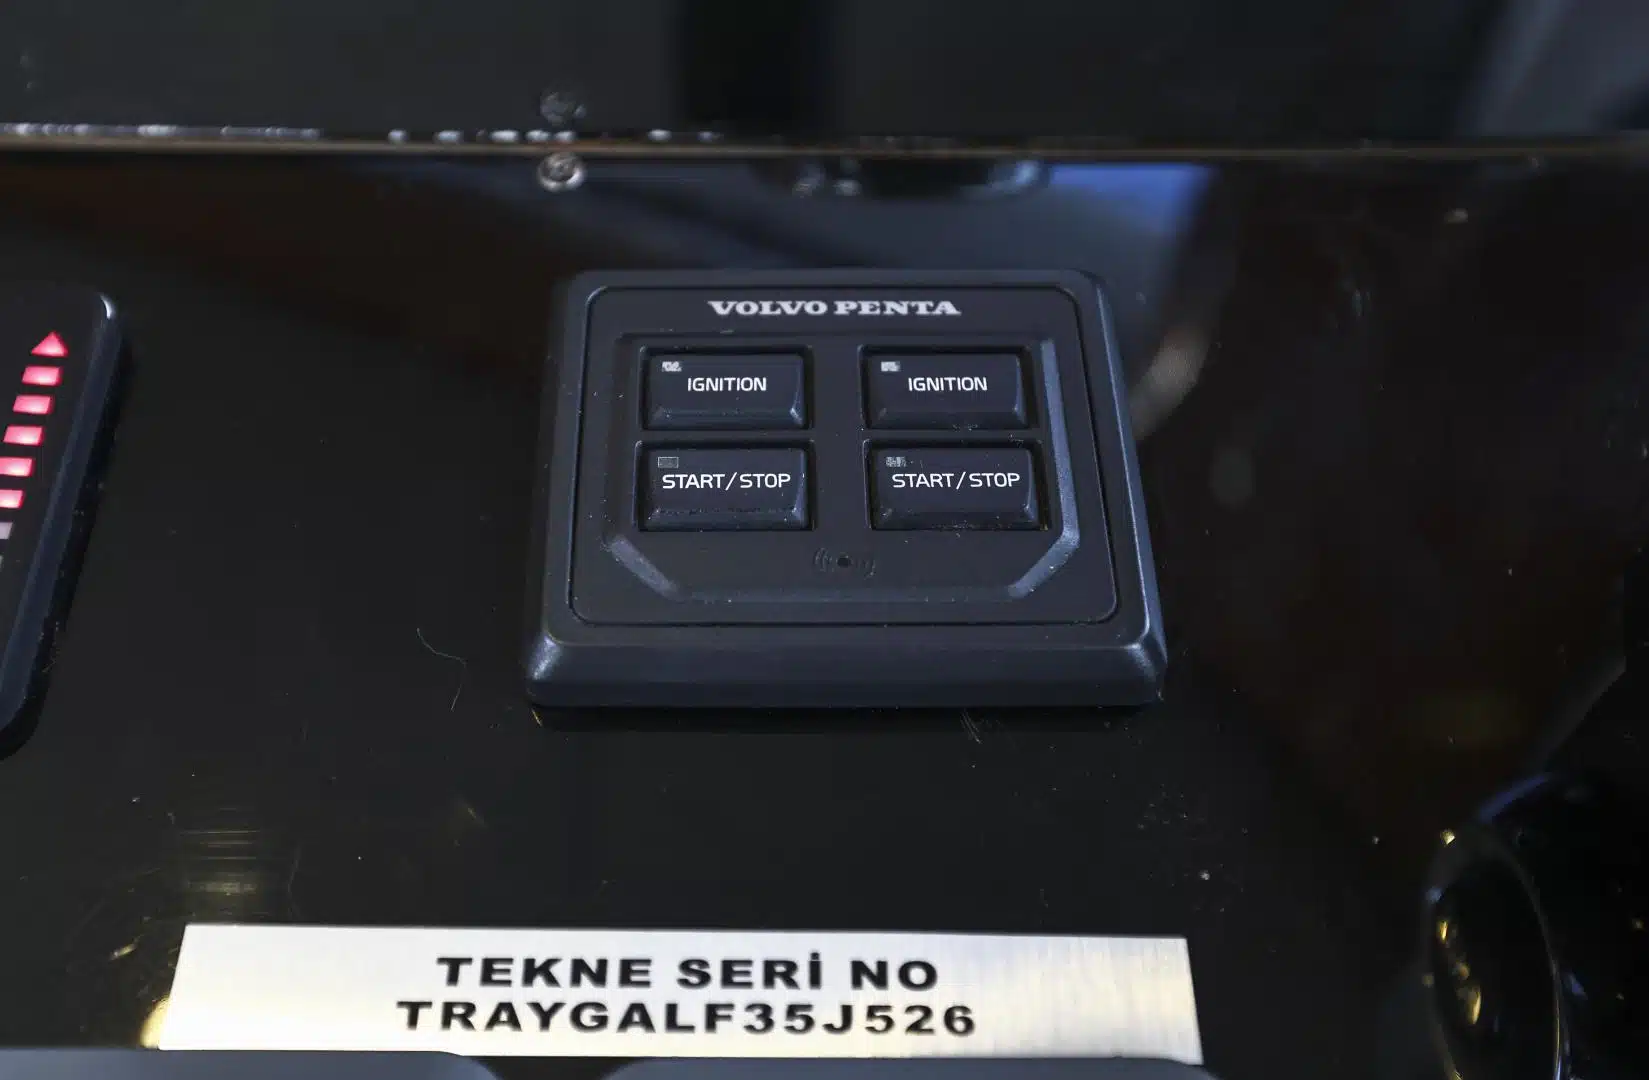 VOLVO PENTA
IGNITION IGNITION
START/STOP START/STOP
TEKNE SERİ NO
TRAYGALF35J526